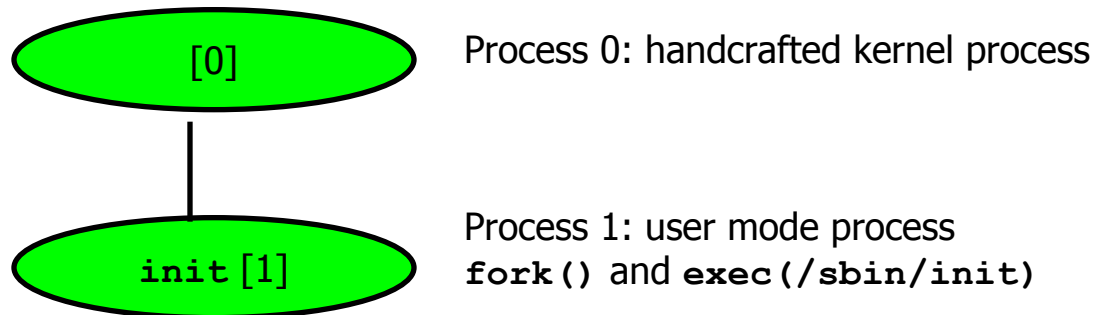 [0]
Process 0: handcrafted kernel process
init [1]
Process 1: user mode process
fork() and exec(/sbin/init)